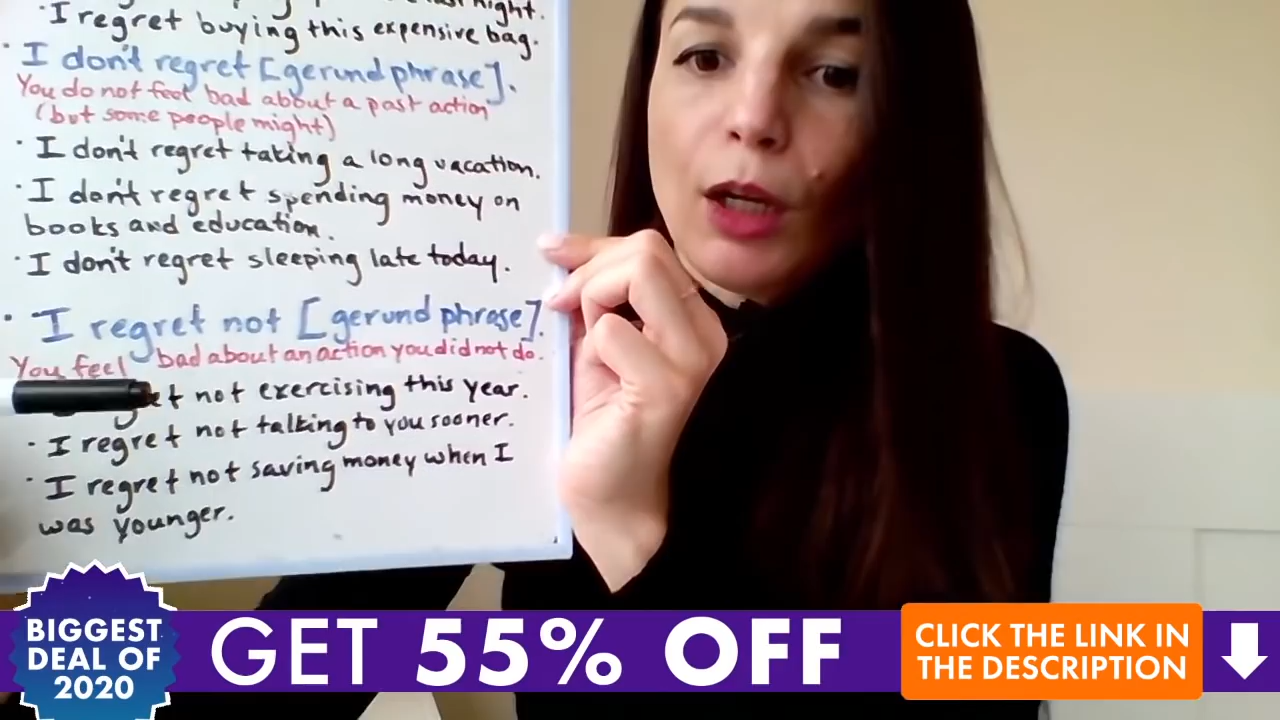 night.
· I regret buying this expensive bag.
· I don't regret [gerund phrase].
You do not feel bad about a past action
(but some people might)
· I don't regret taking a long vacation.
· I don't regret spending money on
books and education.
· I don't regret sleeping late today.
· I regret not [gerund phrase].
You feel bad about an action you did not do.
not exercising this year.
· I regret not talking to you sooner.
· I regret not saving money when I
was younger.
BIGGEST
DEAL OF
2020
GET 55% OFF
CLICK THE LINK IN
THE DESCRIPTION